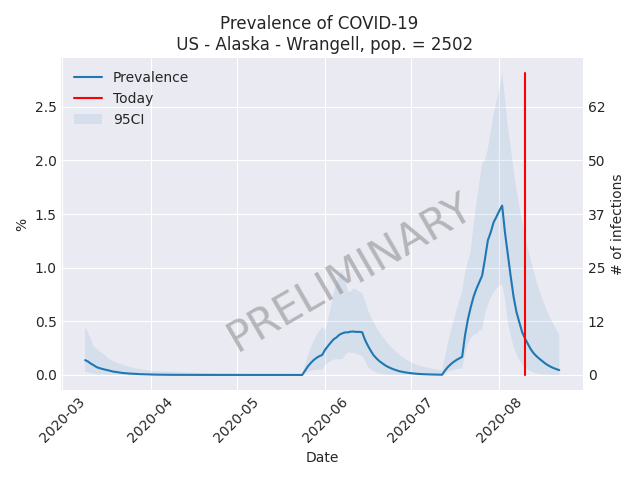 Prevalence of COVID-19
US - Alaska - Wrangell, pop. = 2502
Prevalence
Today
95CI
PRELIMINARY
%
2.5
2.0
1.5
1.0
0.5
0.0
62
50
37
25
12
0
# of infections
2020-03
2020-04
2020-05
2020-06
2020-07
2020-08
Date